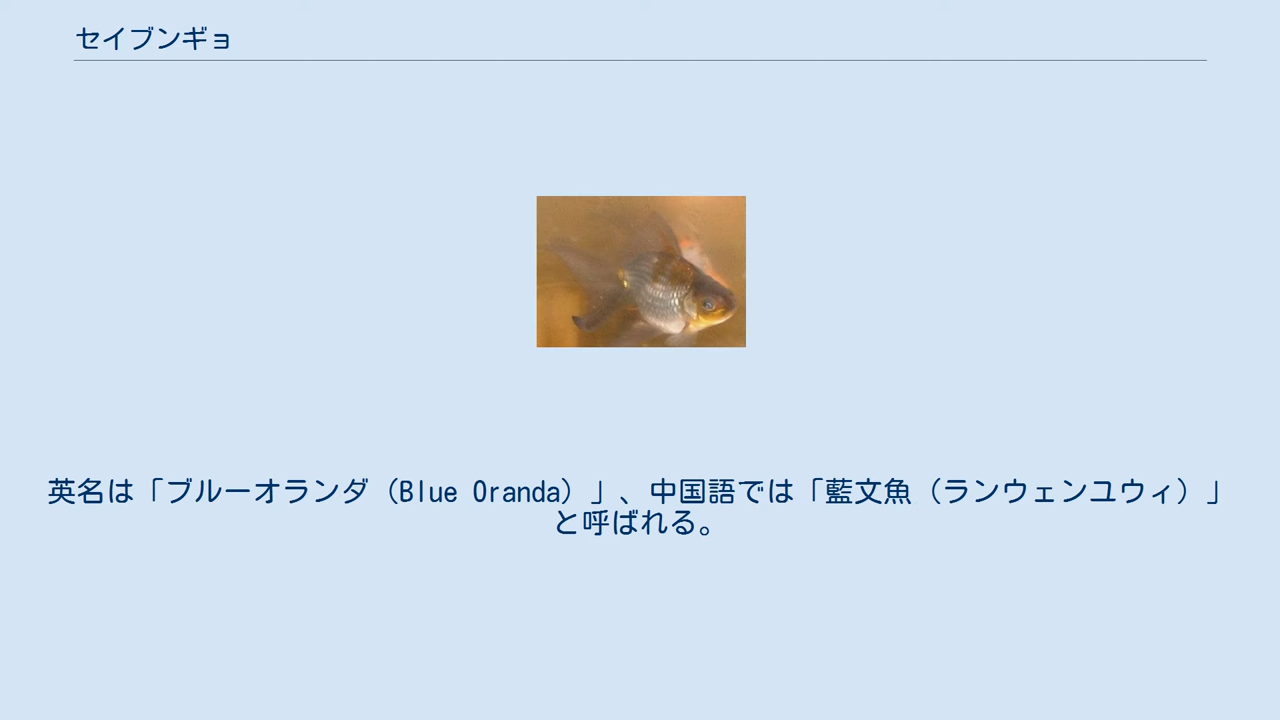 セイブンギョ
英名は「ブルーオランダ（Blue Oranda）」、中国語では「藍文魚（ランウェンユウィ）」
と呼ばれる。